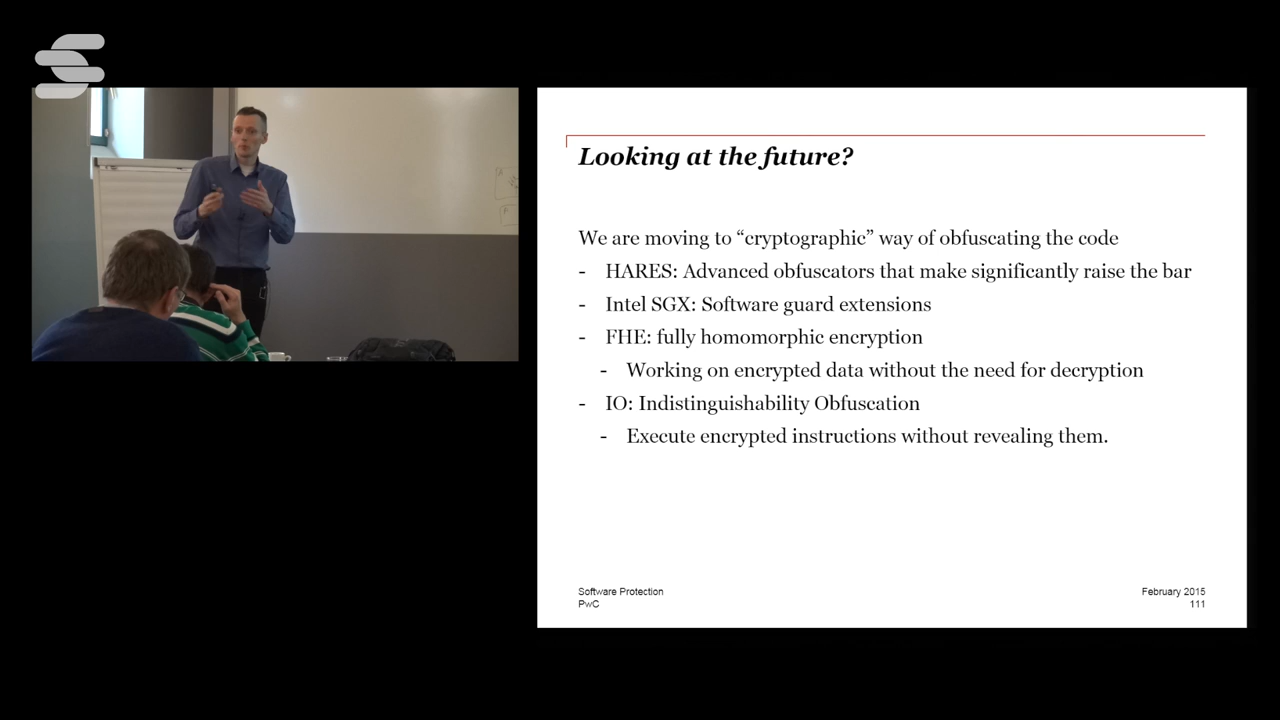 Looking at the future?
We are moving to “cryptographic” way of obfuscating the code
- HARES: Advanced obfuscators that make significantly raise the bar
- Intel SGX: Software guard extensions
- FHE: fully homomorphic encryption
- Working on encrypted data without the need for decryption
- IO: Indistinguishability Obfuscation
- Execute encrypted instructions without revealing them.
Software Protection
PwC
February 2015
111